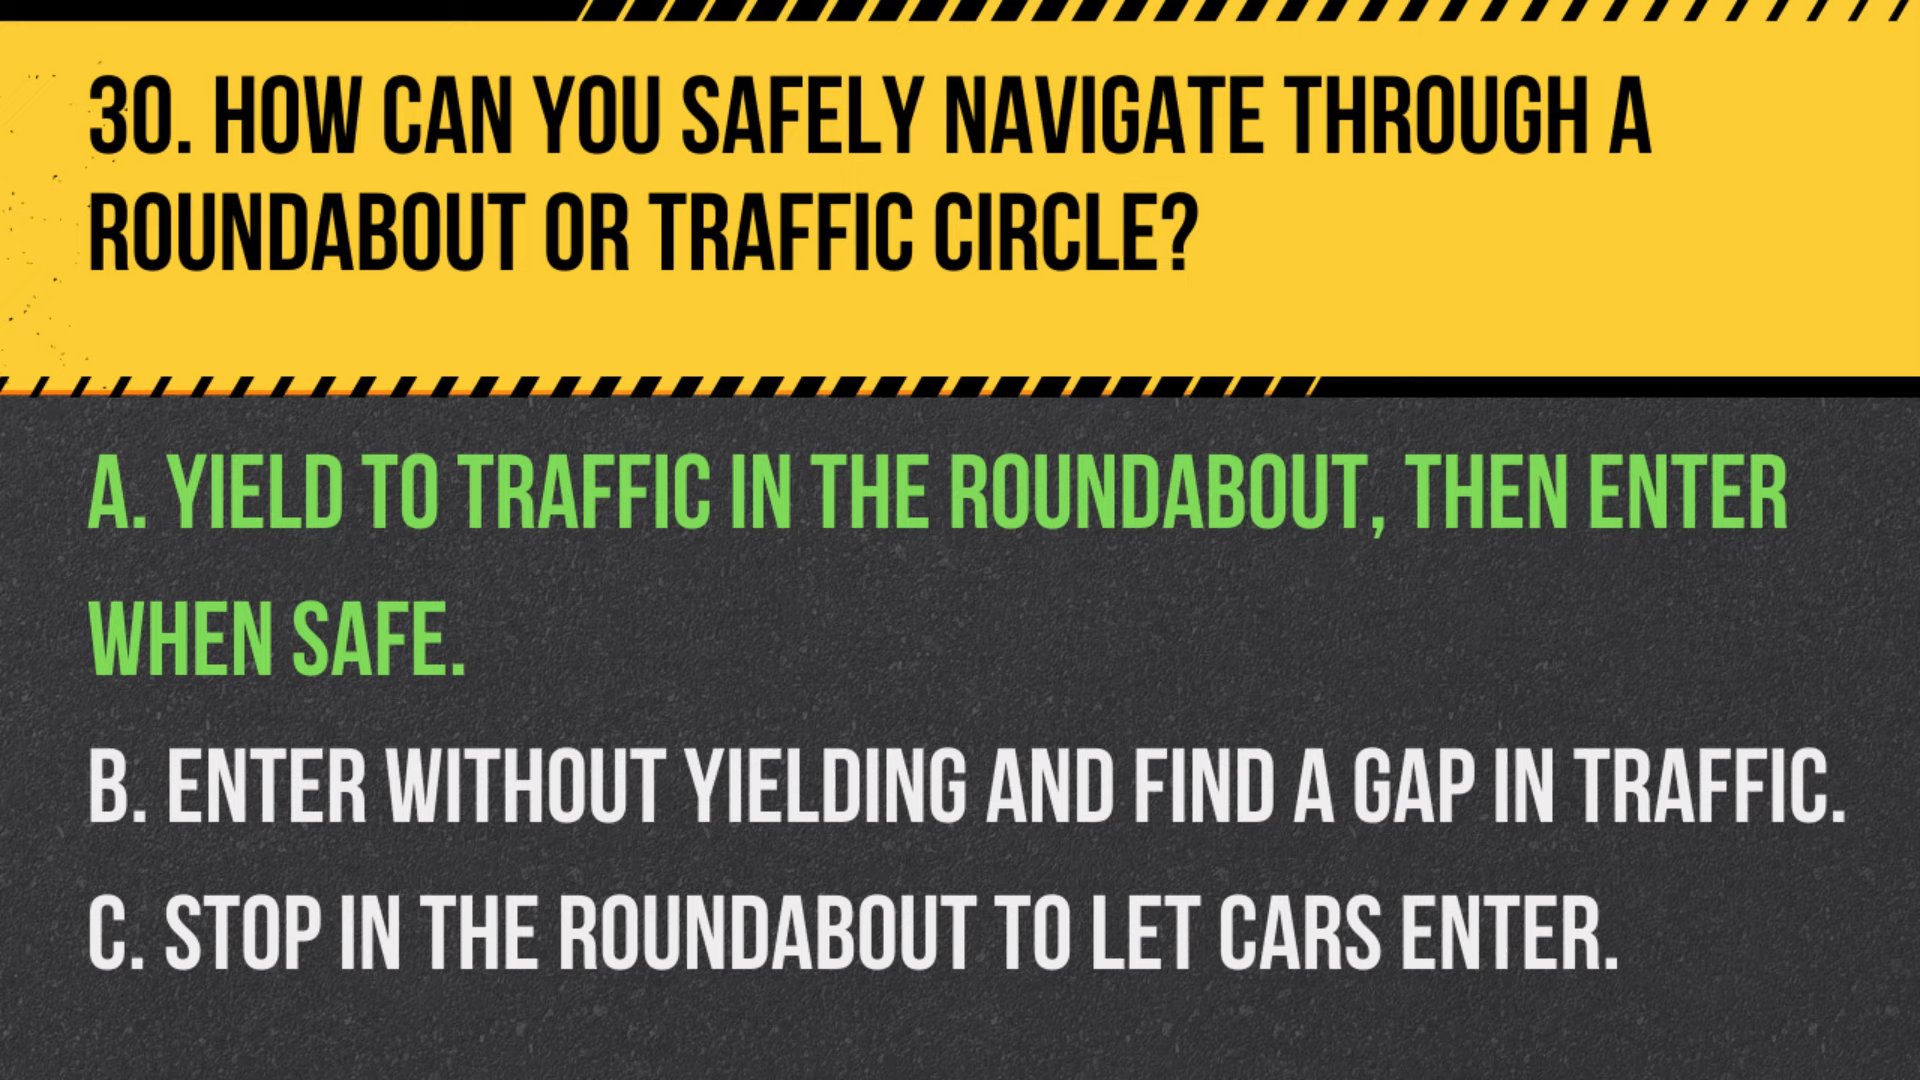 30. HOW CAN YOU SAFELY NAVIGATE THROUGH A
ROUNDABOUT OR TRAFFIC CIRCLE?
A. YIELD TO TRAFFIC IN THE ROUNDABOUT, THEN ENTER
WHEN SAFE.
B. ENTER WITHOUT YIELDING AND FIND A GAP IN TRAFFIC.
C. STOP IN THE ROUNDABOUT TO LET CARS ENTER.